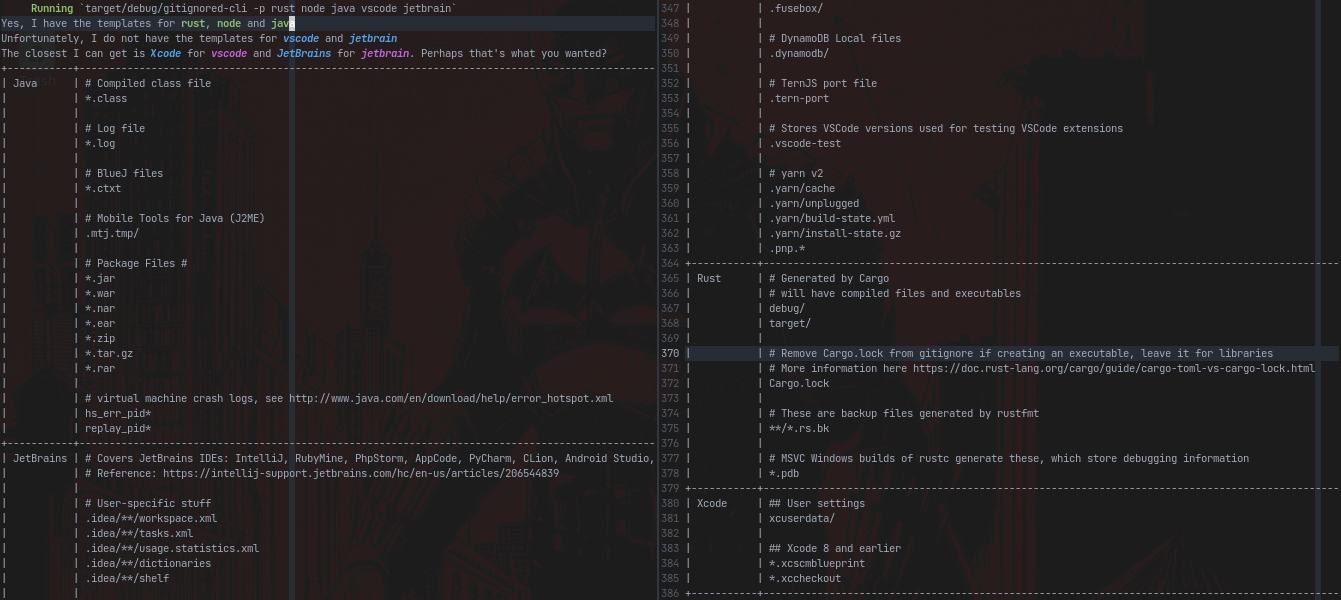 Running `target/debug/gitignored-cli -p rust node java vscode jetbrain`
Yes, I have the templates for rust, node and java
Unfortunately, I do not have the templates for vscode and jetbrain
The closest I can get is Xcode for vscode and JetBrains for jetbrain. Perhaps that's what you wanted?
+-----------+------------------------------------------------------------------------------------------------
| Java | # Compiled class file
| | *.class
| |
| | # Log file
| | *.log
| |
| | # BlueJ files
| | *.ctxt
| |
| | # Mobile Tools for Java (J2ME)
| | .mtj.tmp/
| |
| | # Package Files #
| | *.jar
| | *.war
| | *.nar
| | *.ear
| | *.zip
| | *.tar.gz
| | *.rar
| |
| | # virtual machine crash logs, see http://www.java.com/en/download/help/error_hotspot.xml
| | hs_err_pid*
| | replay_pid*
+-----------+------------------------------------------------------------------------------------------------
| JetBrains | # Covers JetBrains IDEs: IntelliJ, RubyMine, PhpStorm, AppCode, PyCharm, CLion, Android Studio,
| | # Reference: https://intellij-support.jetbrains.com/hc/en-us/articles/206544839
| |
| | # User-specific stuff
| | .idea/**/workspace.xml
| | .idea/**/tasks.xml
| | .idea/**/usage.statistics.xml
| | .idea/**/dictionaries
| | .idea/**/shelf
| |
347 | | .fusebox/
348 | |
349 | | # DynamoDB Local files
350 | | .dynamodb/
351 | |
352 | | # TernJS port file
353 | | .tern-port
354 | |
355 | | # Stores VSCode versions used for testing VSCode extensions
356 | | .vscode-test
357 | |
358 | | # yarn v2
359 | | .yarn/cache
360 | | .yarn/unplugged
361 | | .yarn/build-state.yml
362 | | .yarn/install-state.gz
363 | | .pnp.*
364 +-----------+------------------------------------------------------------------------------------------------
365 | Rust | # Generated by Cargo
366 | | # will have compiled files and executables
367 | | debug/
368 | | target/
369 | |
370 | | # Remove Cargo.lock from gitignore if creating an executable, leave it for libraries
371 | | # More information here https://doc.rust-lang.org/cargo/guide/cargo-toml-vs-cargo-lock.html
372 | | Cargo.lock
373 | |
374 | | # These are backup files generated by rustfmt
375 | | **/*.rs.bk
376 | |
377 | | # MSVC Windows builds of rustc generate these, which store debugging information
378 | | *.pdb
379 +-----------+------------------------------------------------------------------------------------------------
380 | Xcode | ## User settings
381 | | xcuserdata/
382 | |
383 | | ## Xcode 8 and earlier
384 | | *.xcscmblueprint
385 | | *.xccheckout
386 +-----------+------------------------------------------------------------------------------------------------